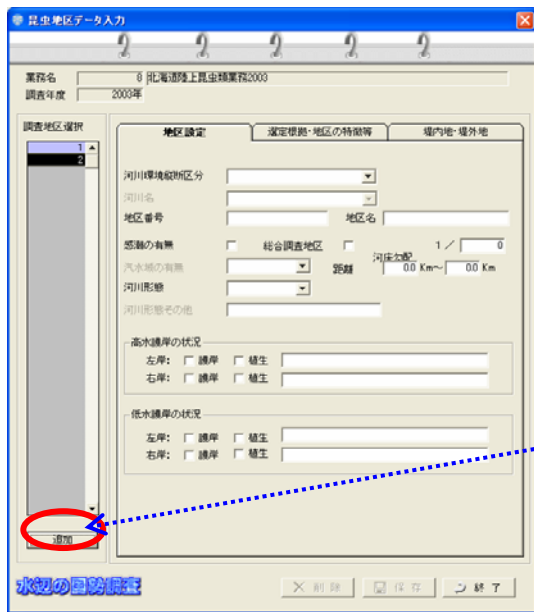 昆虫地区データ入力
業務名 8 北海道陸上昆虫類業務2003
調査年度 2003年
調査地区選択
1
2
追加
地区設定 選定根拠・地区の特徴等 堤内地・堤外地
河川環境縦断区分
河川名
地区番号 地区名
感潮の有無 総合調査地区 1／ 0
河床勾配
汽水域の有無 距離 0.0 Km～ 0.0 Km
河川形態
河川形態その他
高水護岸の状況
左岸： 護岸 植生
右岸： 護岸 植生
低水護岸の状況
左岸： 護岸 植生
右岸： 護岸 植生
水辺の国勢調査
削除 保存 終了